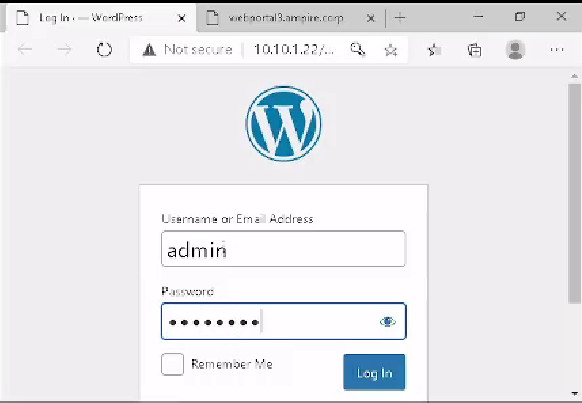 Log In ‹ — WordPress
webportal3.ampire.corp
Not secure
10.10.1.22/...
Username or Email Address
admin
Password
••••••••
Remember Me
Log In